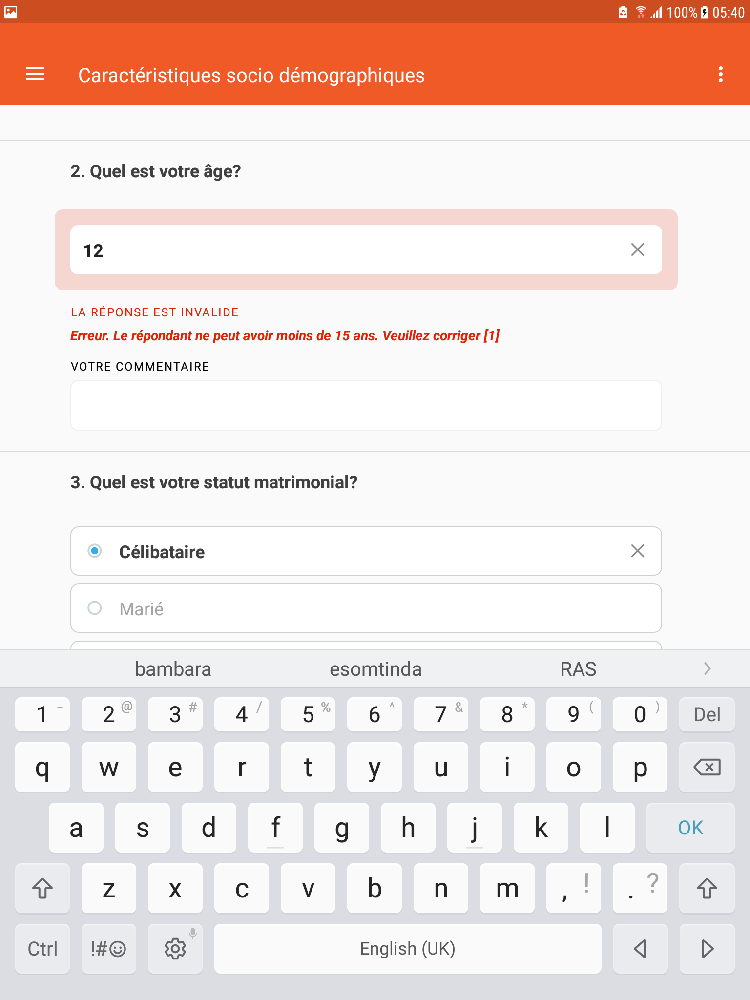 100% 05:40
Caractéristiques socio démographiques
2. Quel est votre âge?
12
LA RÉPONSE EST INVALIDE
Erreur. Le répondant ne peut avoir moins de 15 ans. Veuillez corriger [1]
VOTRE COMMENTAIRE
3. Quel est votre statut matrimonial?
Célibataire
Marié
bambara esomtinda RAS
1 – 2 @ 3 # 4 / 5 % 6 ^ 7 & 8 * 9 ( 0 ) Del
q w e r t y u i o p
a s d f g h j k l OK
z x c v b n m , ! . ?
Ctrl !#☺ English (UK)